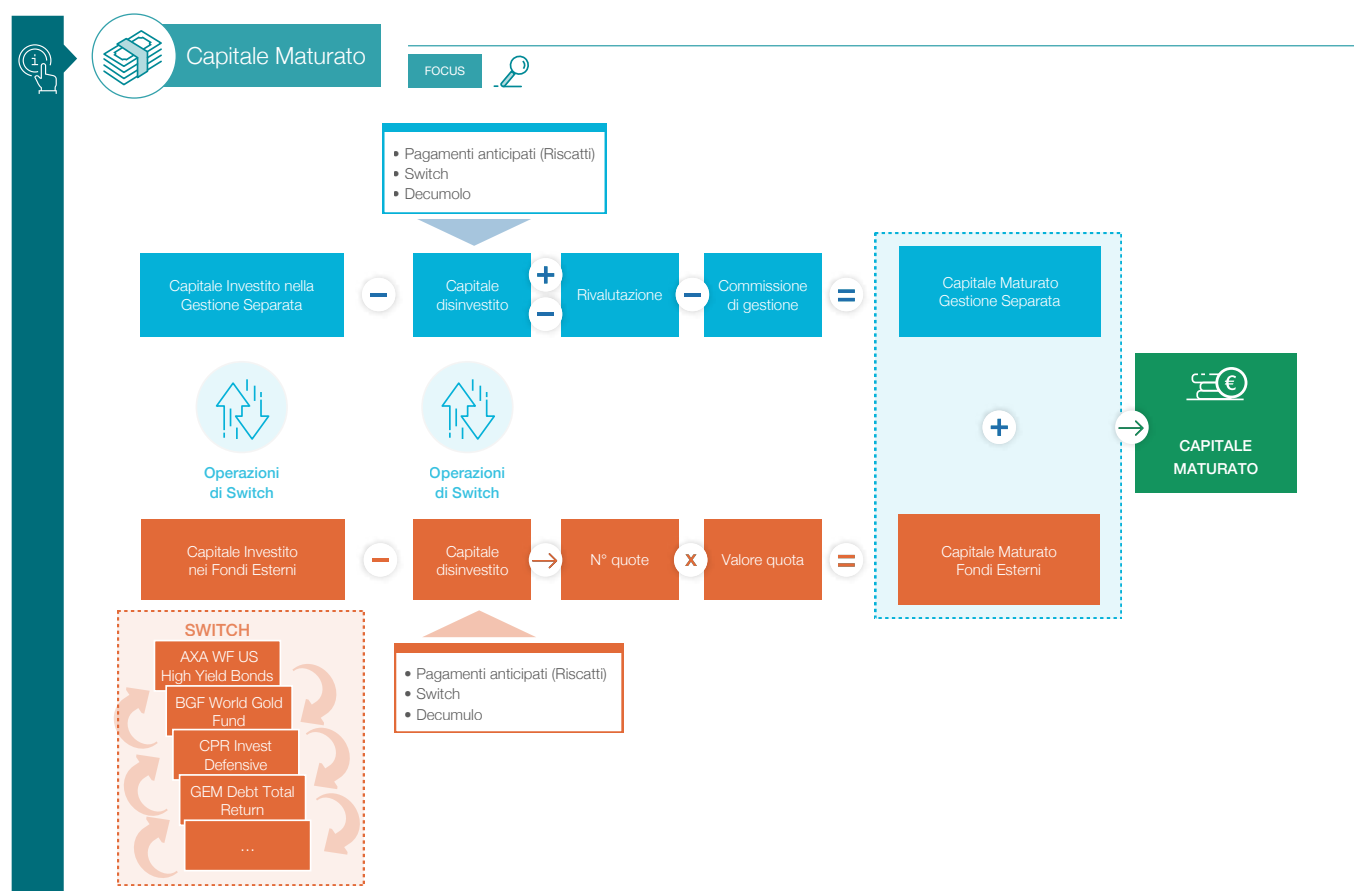 Capitale Maturato
FOCUS
• Pagamenti anticipati (Riscatti)
• Switch
• Decumolo
Capitale Investito nella
Gestione Separata
−
Capitale
disinvestito
+
−
Rivalutazione
−
Commissione
di gestione
=
Capitale Maturato
Gestione Separata
Operazioni
di Switch
Operazioni
di Switch
+
→
€
CAPITALE
MATURATO
Capitale Investito
nei Fondi Esterni
−
Capitale
disinvestito
→
N° quote
x
Valore quota
=
Capitale Maturato
Fondi Esterni
SWITCH
AXA WF US
High Yield Bonds
BGF World Gold
Fund
CPR Invest
Defensive
GEM Debt Total
Return
...
• Pagamenti anticipati (Riscatti)
• Switch
• Decumulo